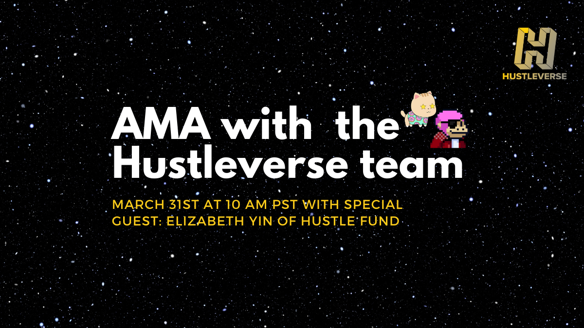 HUSTLEVERSE
AMA with the
Hustleverse team
MARCH 31ST AT 10 AM PST WITH SPECIAL
GUEST: ELIZABETH YIN OF HUSTLE FUND